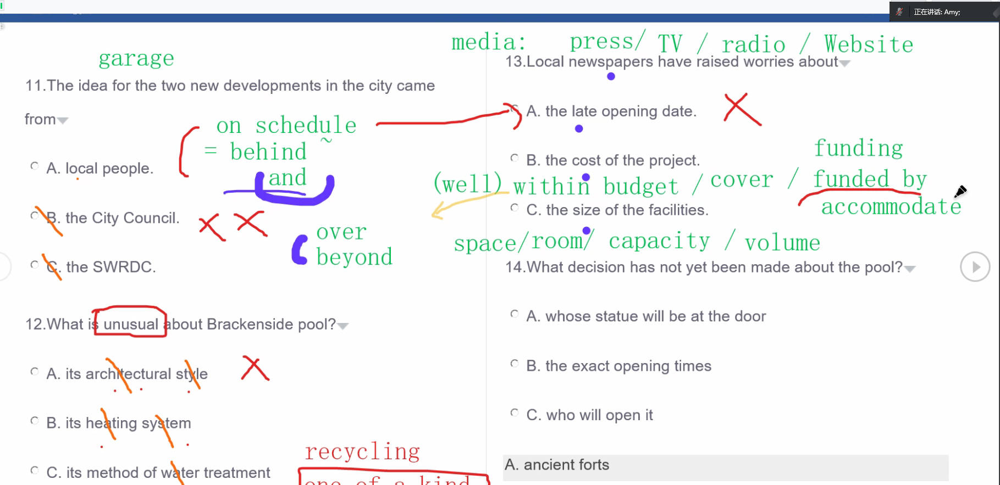 正在讲话: Amy;
media: press/ TV / radio / Website
garage
13.Local newspapers have raised worries about
11.The idea for the two new developments in the city came
from
A. the late opening date.
on schedule
= behind ~
and
funding
B. the cost of the project.
A. local people.
(well) within budget / cover / funded by
accommodate
C. the size of the facilities.
B. the City Council.
over
beyond
space/room/ capacity / volume
C. the SWRDC.
14.What decision has not yet been made about the pool?
A. whose statue will be at the door
12.What is unusual about Brackenside pool?
B. the exact opening times
A. its architectural style
C. who will open it
B. its heating system
recycling
A. ancient forts
C. its method of water treatment
one of a kind